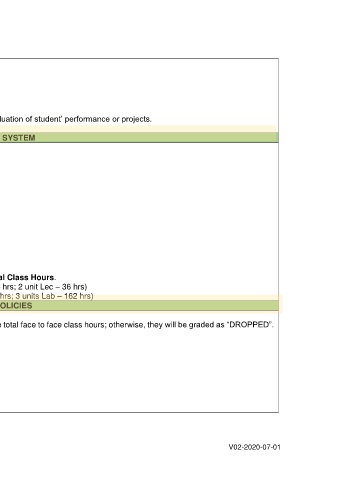 luation of student' performance or projects.
SYSTEM
al Class Hours.
hrs; 2 unit Lec – 36 hrs)
hrs; 3 units Lab – 162 hrs)
OLICIES
total face to face class hours; otherwise, they will be graded as “DROPPED”.
V02-2020-07-01